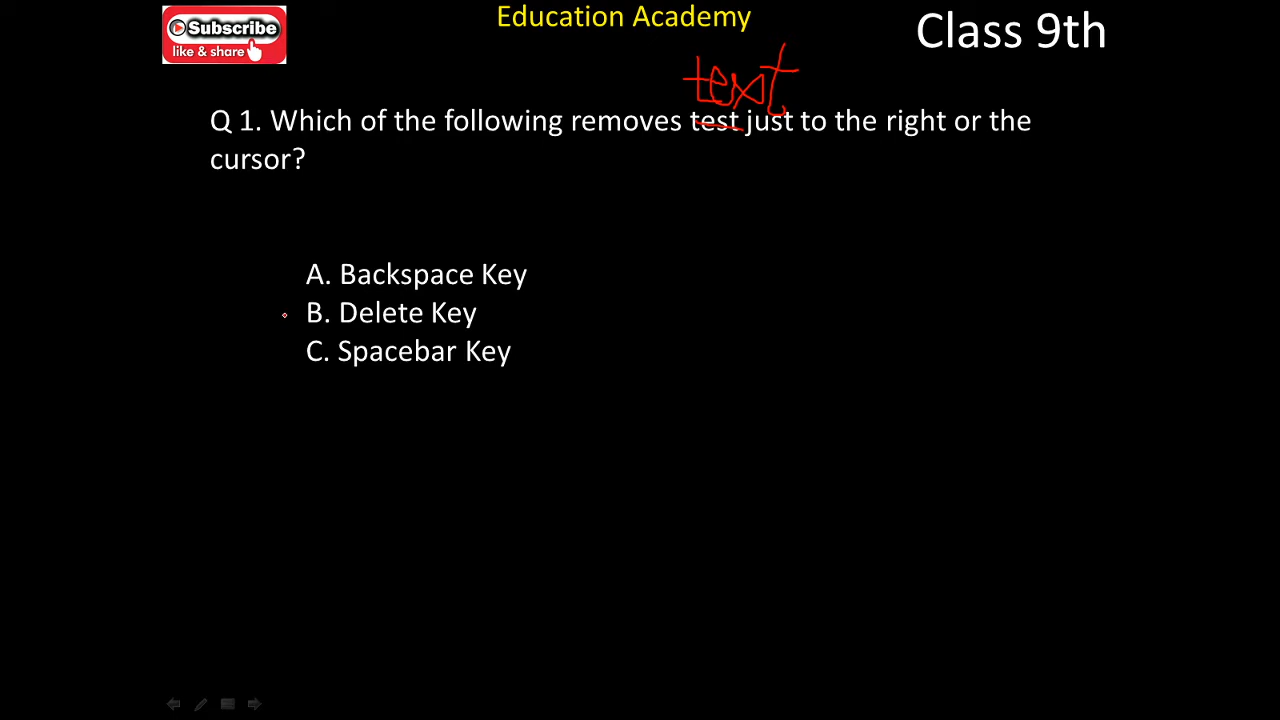 Subscribe
like & share
Education Academy
Class 9th
text
Q 1. Which of the following removes test just to the right or the
cursor?
A. Backspace Key
B. Delete Key
C. Spacebar Key